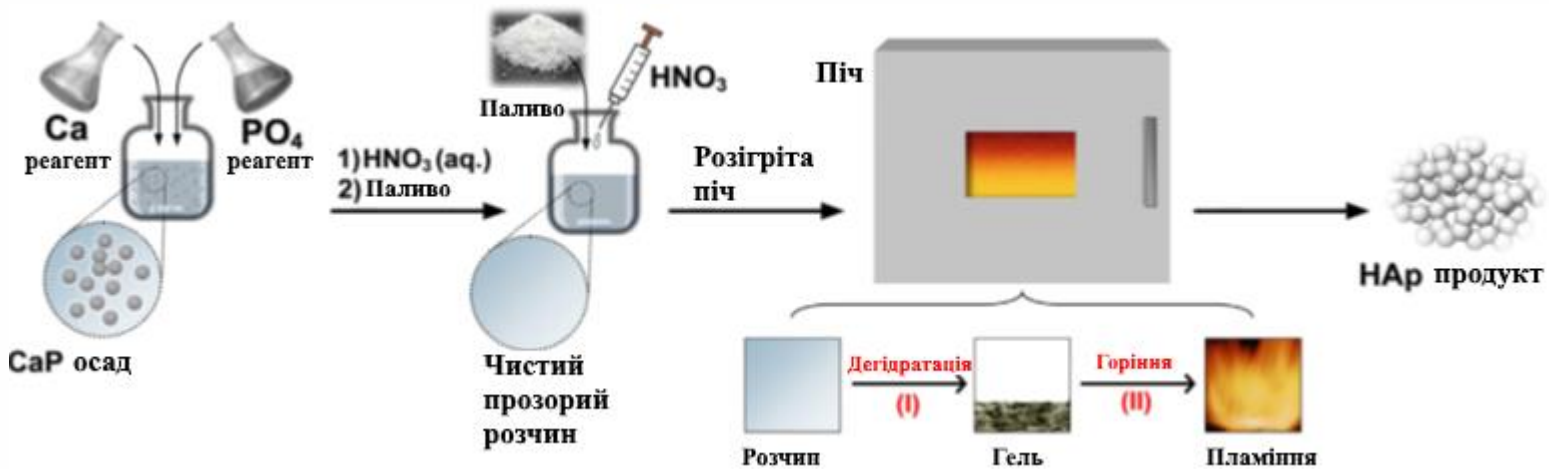 Ca
реагент
PO₄
реагент
CaP осад
1) HNO₃ (aq.)
2) Паливо
Паливо
HNO₃
Чистий
прозорий
розчин
Розігріта
піч
Піч
Дегідратація
(I)
Горіння
(II)
Розчин
Гель
Пламіння
HAp продукт